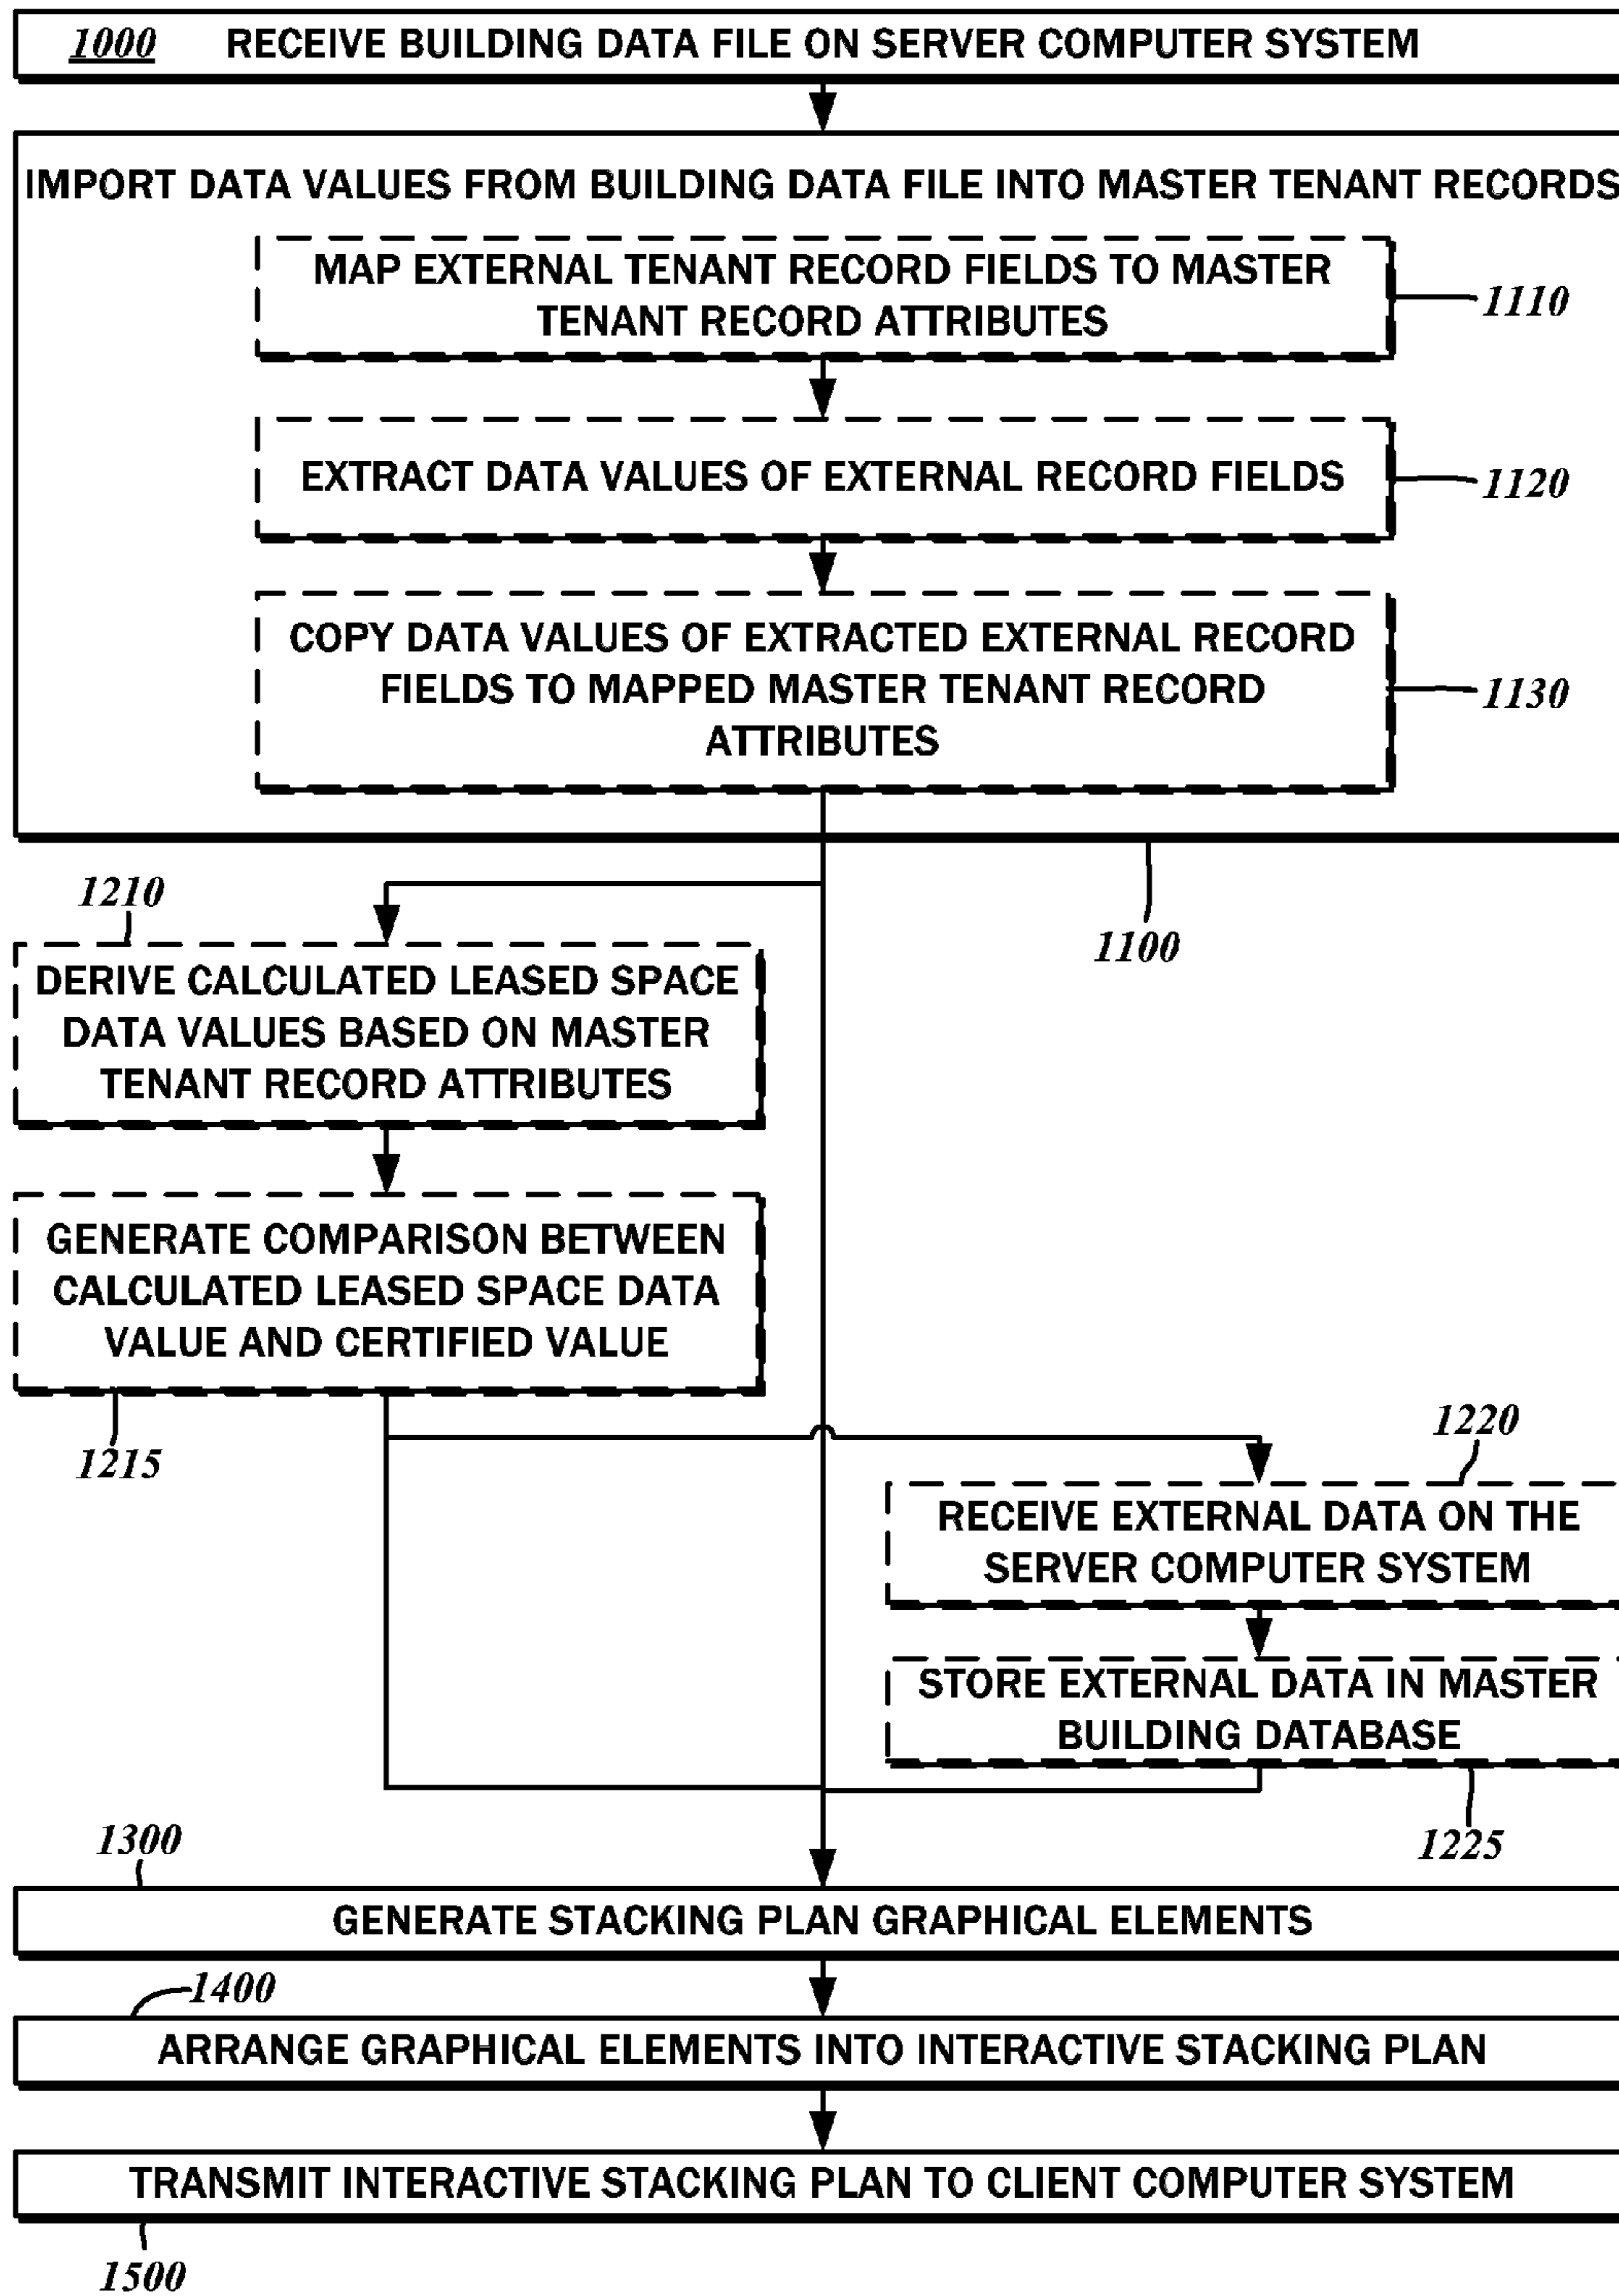 1000 RECEIVE BUILDING DATA FILE ON SERVER COMPUTER SYSTEM
IMPORT DATA VALUES FROM BUILDING DATA FILE INTO MASTER TENANT RECORDS
MAP EXTERNAL TENANT RECORD FIELDS TO MASTER
TENANT RECORD ATTRIBUTES
1110
EXTRACT DATA VALUES OF EXTERNAL RECORD FIELDS
1120
COPY DATA VALUES OF EXTRACTED EXTERNAL RECORD
FIELDS TO MAPPED MASTER TENANT RECORD
ATTRIBUTES
1130
1100
1210
DERIVE CALCULATED LEASED SPACE
DATA VALUES BASED ON MASTER
TENANT RECORD ATTRIBUTES
GENERATE COMPARISON BETWEEN
CALCULATED LEASED SPACE DATA
VALUE AND CERTIFIED VALUE
1215
1220
RECEIVE EXTERNAL DATA ON THE
SERVER COMPUTER SYSTEM
STORE EXTERNAL DATA IN MASTER
BUILDING DATABASE
1225
1300
GENERATE STACKING PLAN GRAPHICAL ELEMENTS
1400
ARRANGE GRAPHICAL ELEMENTS INTO INTERACTIVE STACKING PLAN
TRANSMIT INTERACTIVE STACKING PLAN TO CLIENT COMPUTER SYSTEM
1500